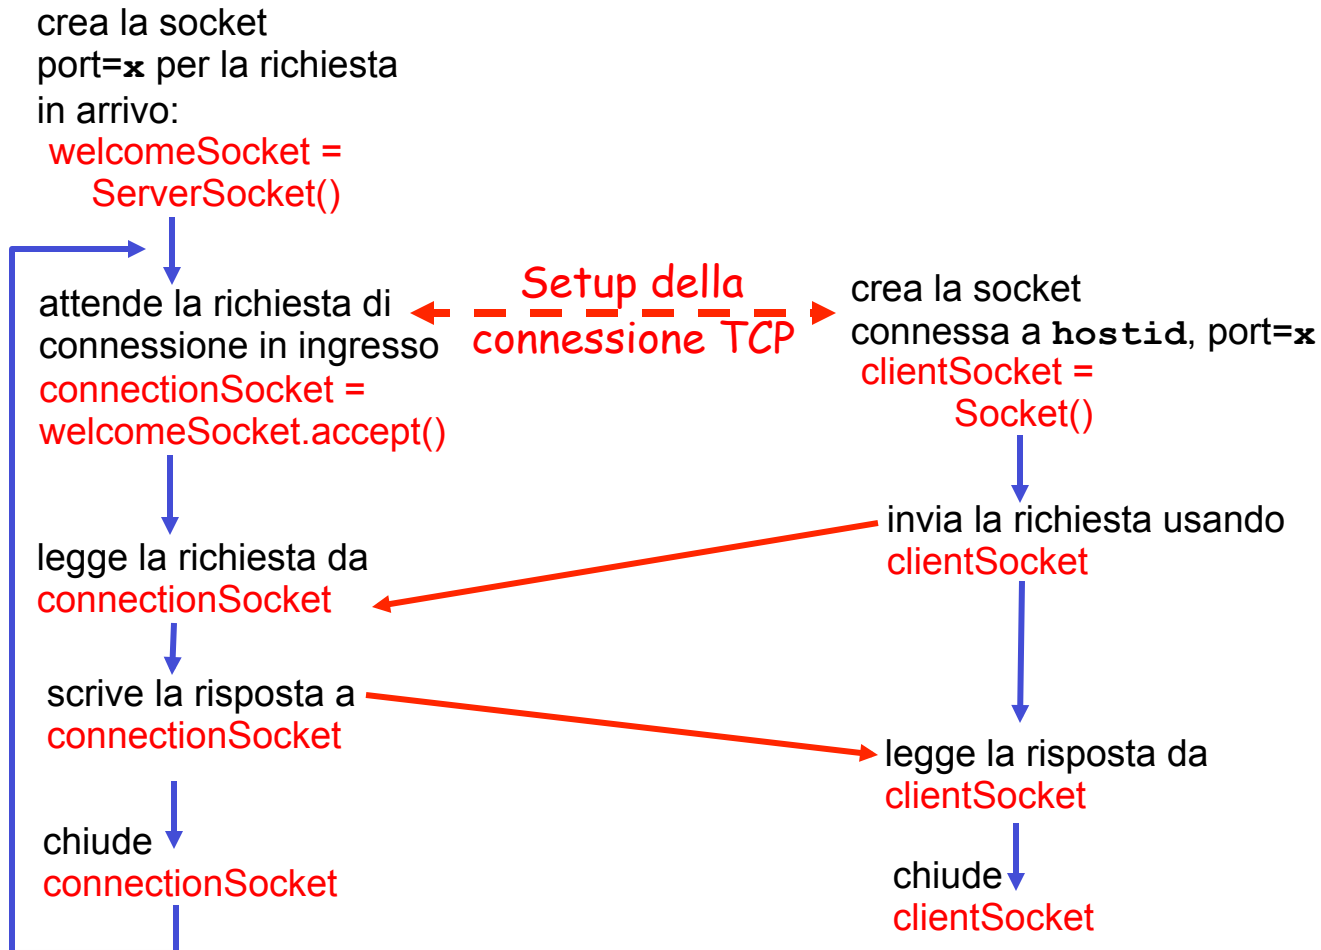 crea la socket
port=x per la richiesta
in arrivo:
welcomeSocket =
ServerSocket()
attende la richiesta di
connessione in ingresso
connectionSocket =
welcomeSocket.accept()
legge la richiesta da
connectionSocket
scrive la risposta a
connectionSocket
chiude
connectionSocket
Setup della
connessione TCP
crea la socket
connessa a hostid, port=x
clientSocket =
Socket()
invia la richiesta usando
clientSocket
legge la risposta da
clientSocket
chiude
clientSocket